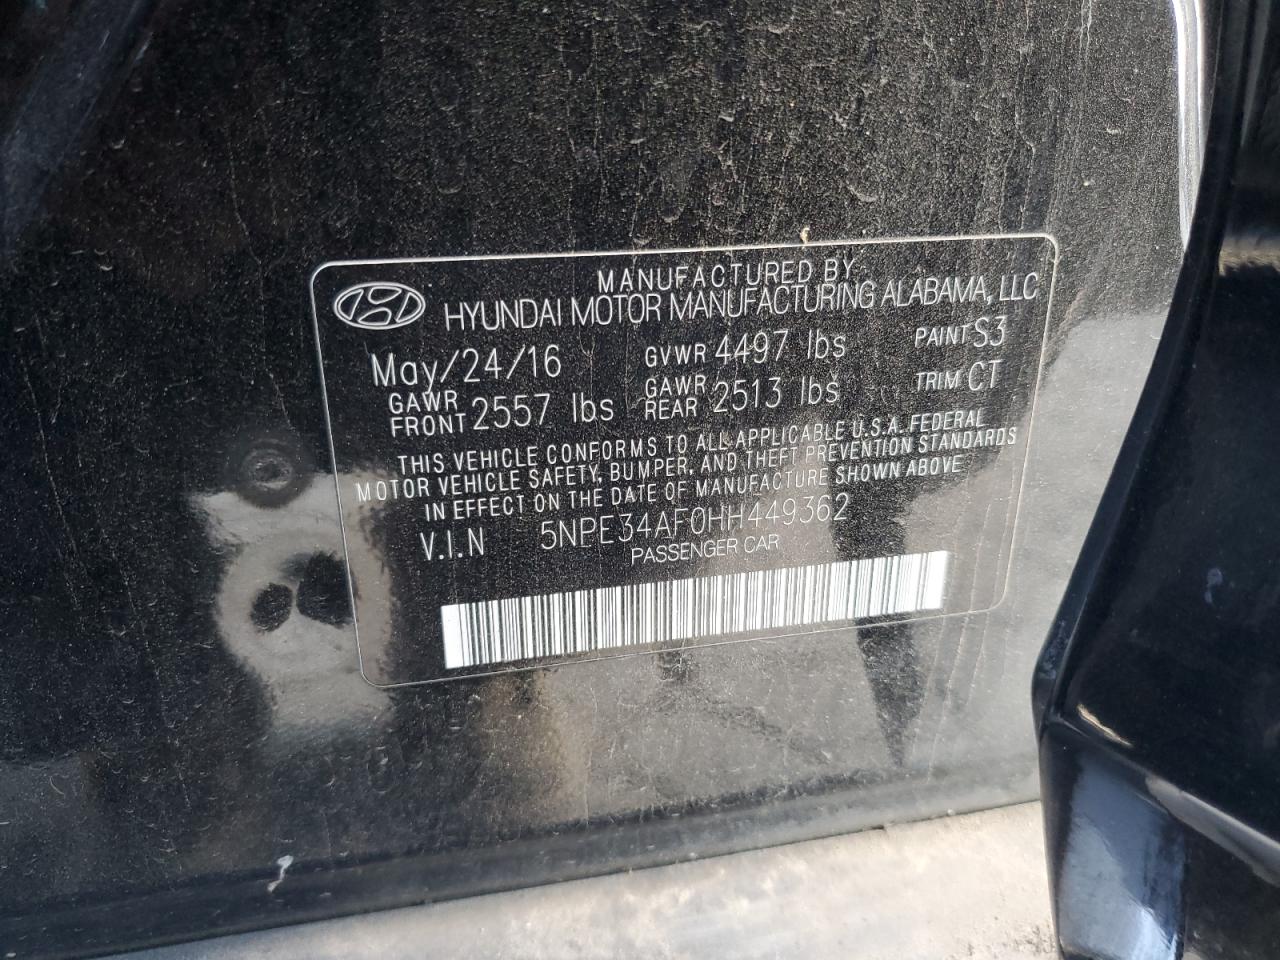 MANUFACTURED BY
HYUNDAI MOTOR MANUFACTURING ALABAMA, LLC
May/24/16 GVWR 4497 lbs PAINT S3
GAWR FRONT 2557 lbs GAWR REAR 2513 lbs TRIM CT
THIS VEHICLE CONFORMS TO ALL APPLICABLE U.S.A. FEDERAL
MOTOR VEHICLE SAFETY, BUMPER, AND THEFT PREVENTION STANDARDS
IN EFFECT ON THE DATE OF MANUFACTURE SHOWN ABOVE
V.I.N 5NPE34AF0HH449362
PASSENGER CAR